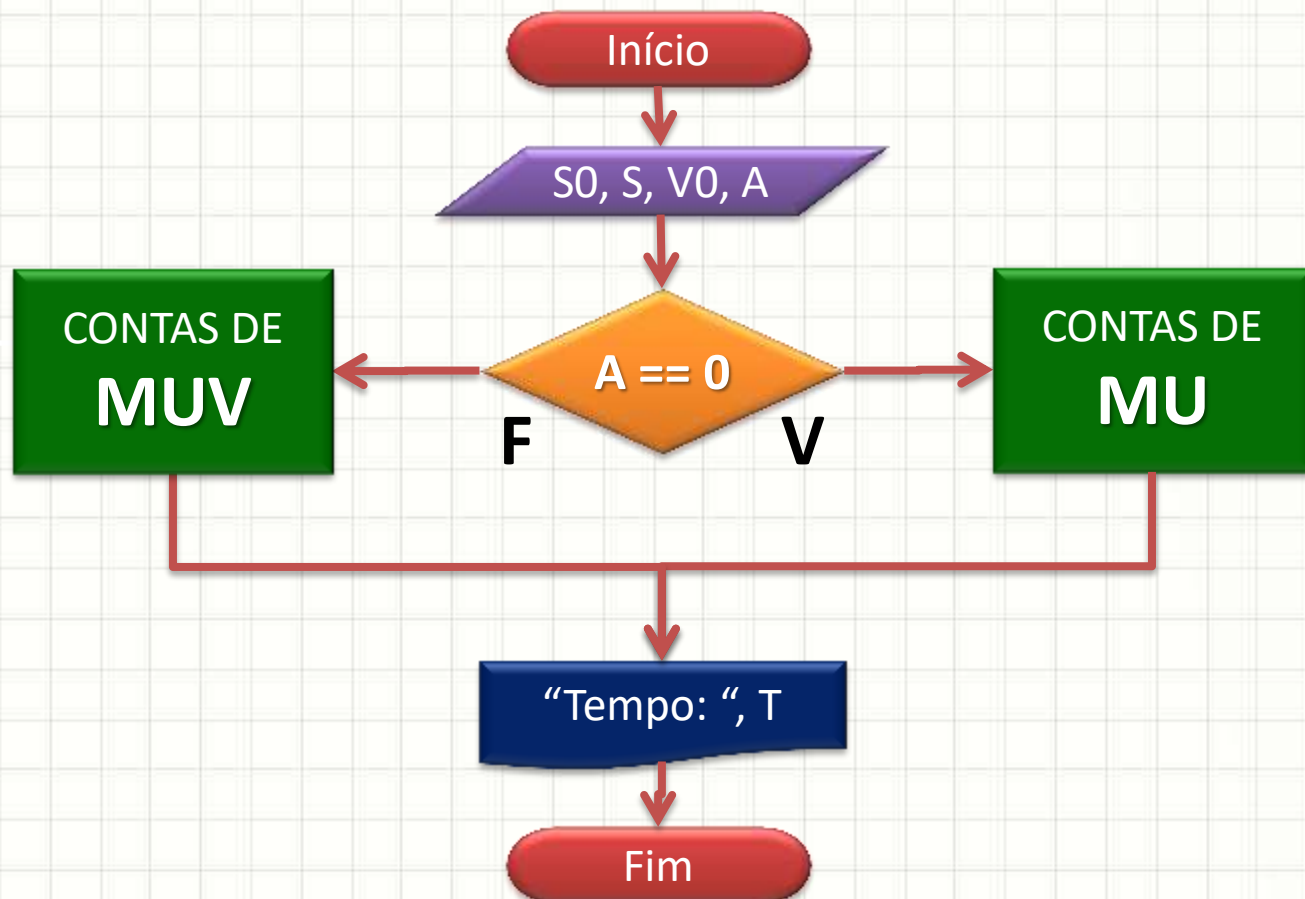 Início
S0, S, V0, A
CONTAS DE
MUV
A == 0
F
V
CONTAS DE
MU
“Tempo: “, T
Fim